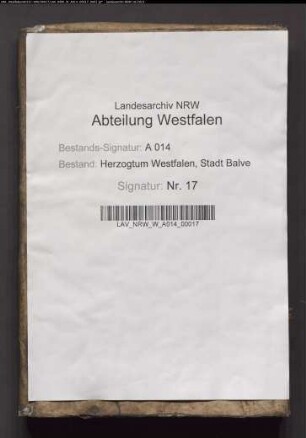 Landesarchiv NRW
Abteilung Westfalen
Bestands-Signatur: A 014
Bestand: Herzogtum Westfalen, Stadt Balve
Signatur: Nr. 17
LAV_NRW_W_A014_00017